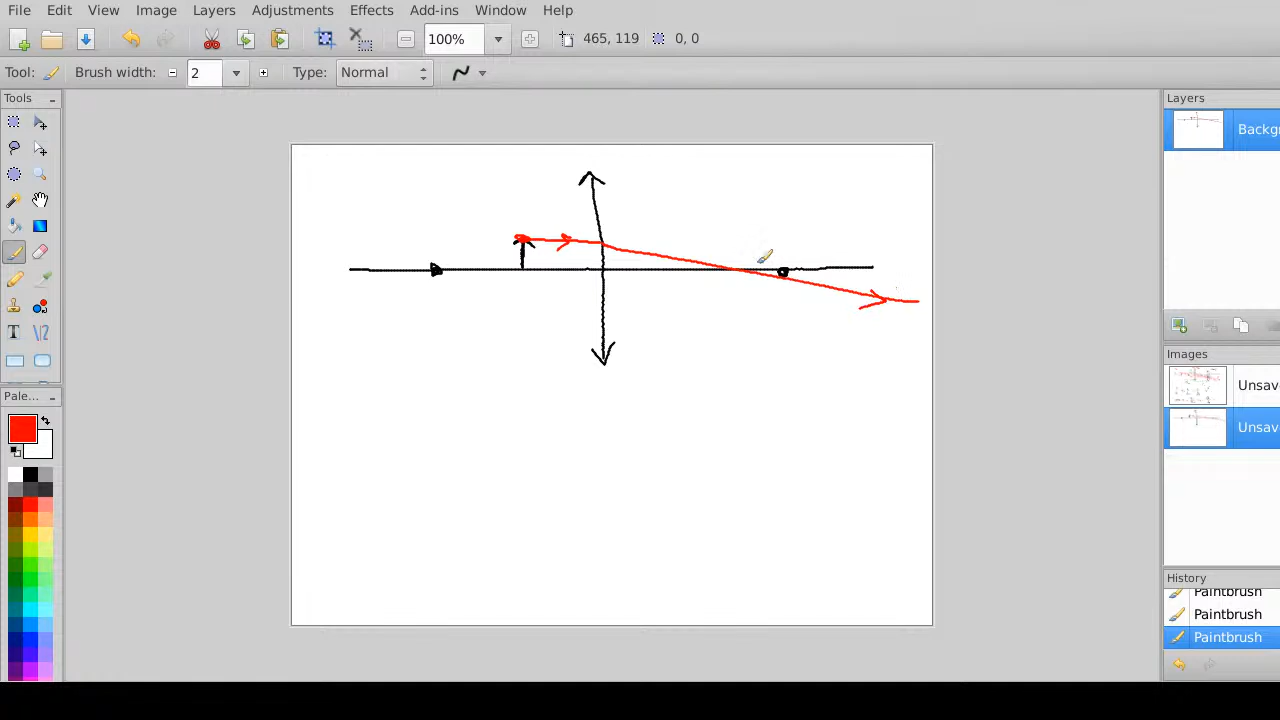 File Edit View Image Layers Adjustments Effects Add-ins Window Help
100% 465, 119 0, 0
Tool: Brush width: 2 Type: Normal
Tools
Layers
Backgr
Images
Unsav
Unsav
Pale...
History
Paintbrush
Paintbrush
Paintbrush